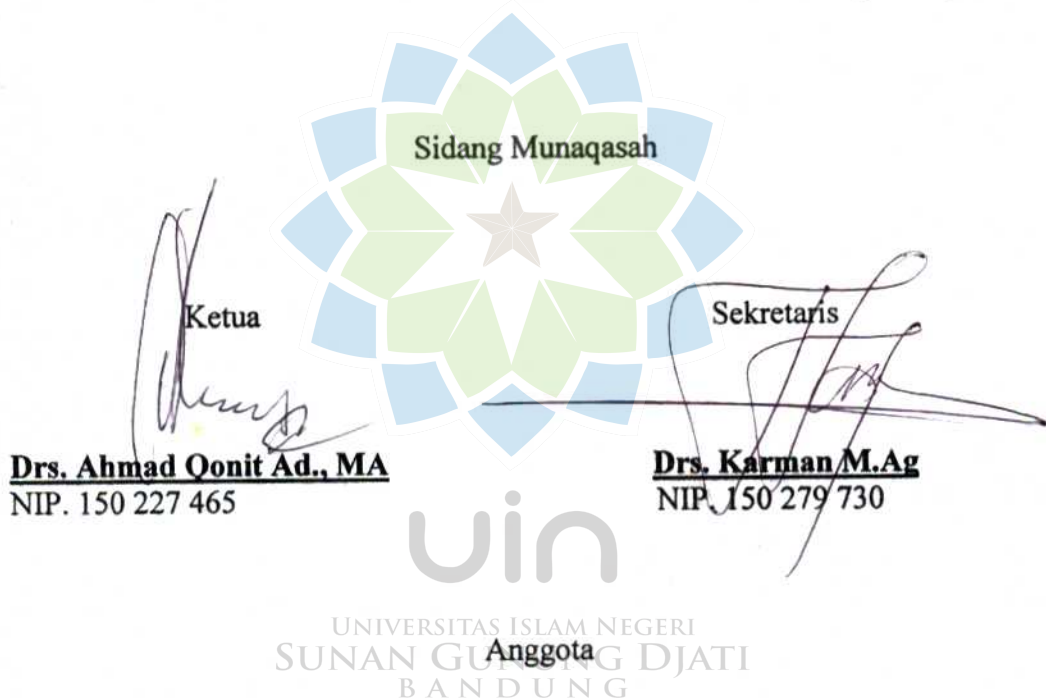 Sidang Munaqasah
Ketua
Sekretaris
Drs. Ahmad Qonit Ad., MA
NIP. 150 227 465
Drs. Karman M.Ag
NIP. 150 279 730
uin
UNIVERSITAS ISLAM NEGERI
SUNAN GUNUNG DJATI
BANDUNG
Anggota